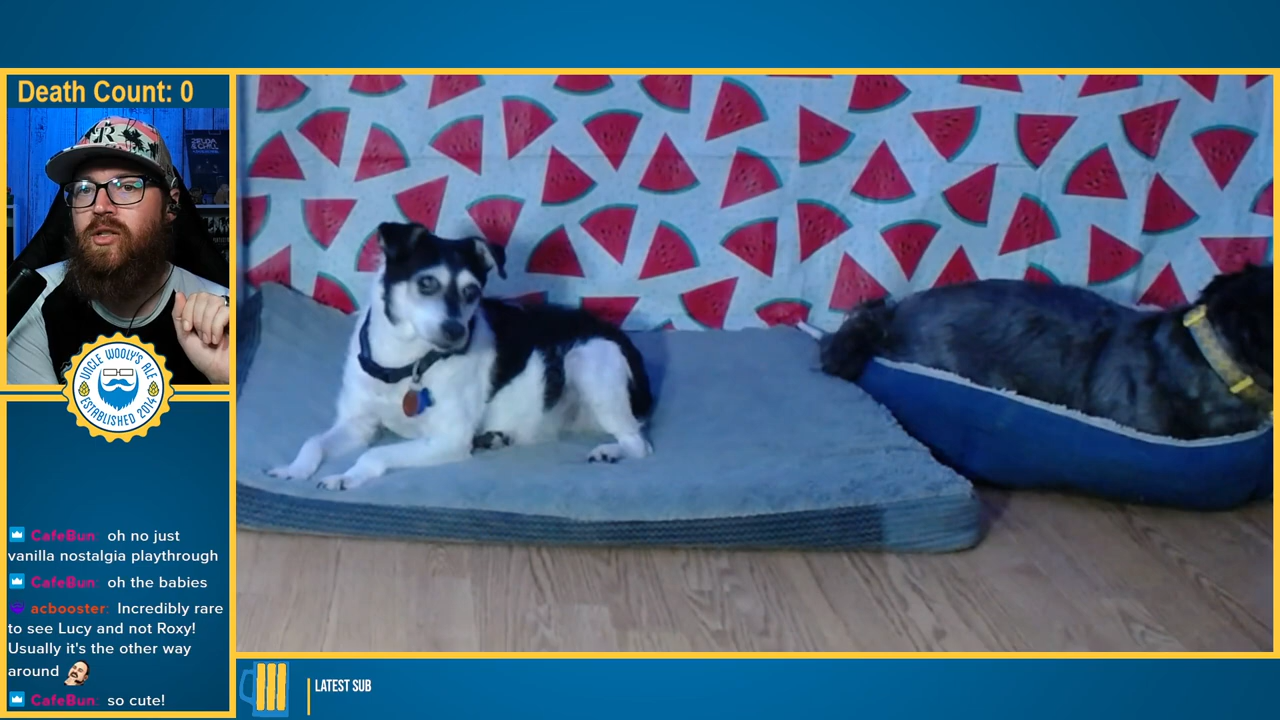 Death Count: 0
ZELDA
& CHILL
UNCLE WOOLY'S ALE
ESTABLISHED 2014
CafeBun: oh no just
vanilla nostalgia playthrough
CafeBun: oh the babies
acbooster: Incredibly rare
to see Lucy and not Roxy!
Usually it's the other way
around
CafeBun: so cute!
LATEST SUB